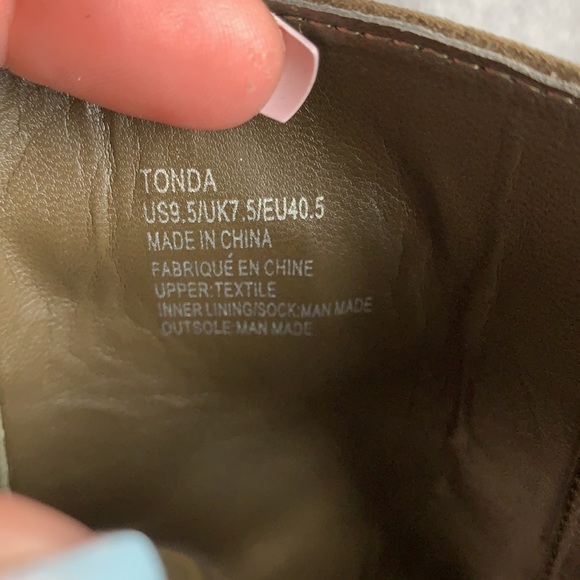 TONDA
US9.5/UK7.5/EU40.5
MADE IN CHINA
FABRIQUÉ EN CHINE
UPPER:TEXTILE
INNER LINING/SOCK:MAN MADE
OUTSOLE:MAN MADE